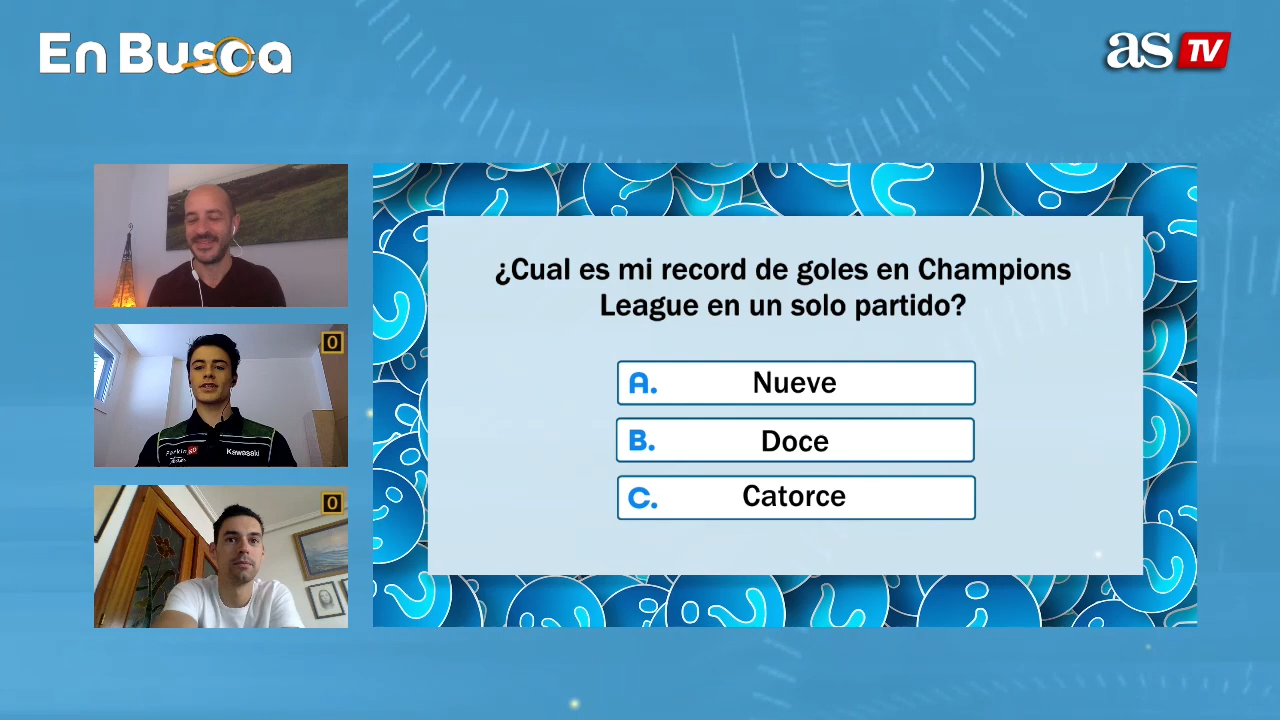 En Busca
as TV
0
Kawasaki
0
¿Cual es mi record de goles en Champions
League en un solo partido?
A. Nueve
B. Doce
C. Catorce